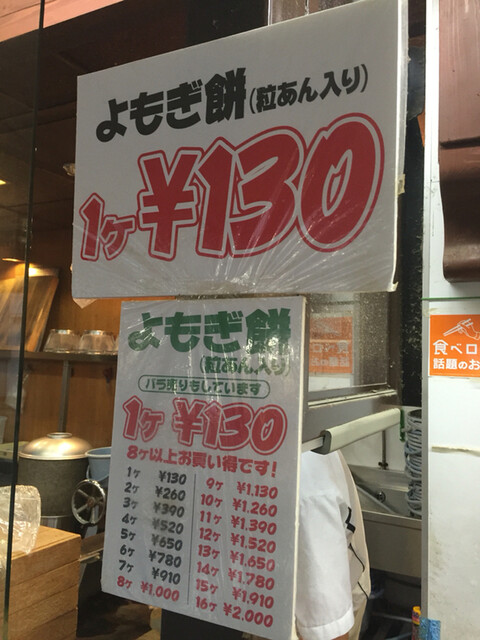 よもぎ餅(粒あん入り)
1ヶ¥130
よもぎ餅
(粒あん入り)
バラ売りもしています
1ヶ ¥130
8ヶ以上お買い得です!
1ヶ ¥130
2ヶ ¥260
3ヶ ¥390
4ヶ ¥520
5ヶ ¥650
6ヶ ¥780
7ヶ ¥910
8ヶ ¥1,000
9ヶ ¥1,130
10ヶ ¥1,260
11ヶ ¥1,390
12ヶ ¥1,520
13ヶ ¥1,650
14ヶ ¥1,780
15ヶ ¥1,910
16ヶ ¥2,000
食べロ
話題のお